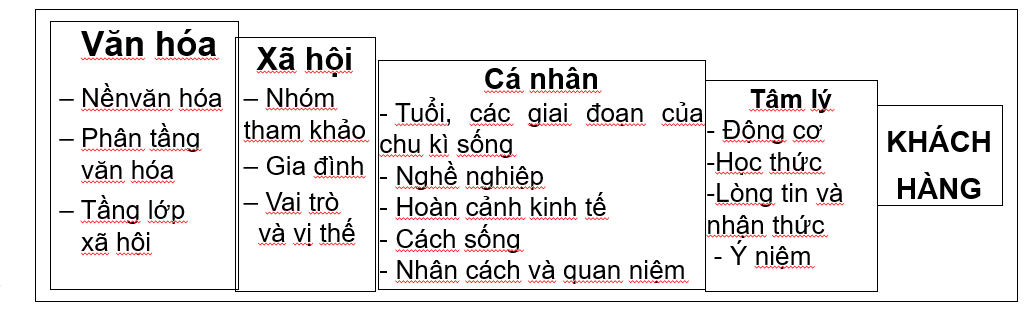 Văn hóa
– Nềnvăn hóa
– Phân tầng
văn hóa
– Tầng lớp
xã hôi
Xã hội
– Nhóm
tham khảo
– Gia đình
– Vai trò
và vị thế
Cá nhân
- Tuổi, các giai đoạn của
chu kì sống
- Nghề nghiệp
- Hoàn cảnh kinh tế
- Cách sống
- Nhân cách và quan niệm
Tâm lý
- Động cơ
-Học thức
-Lòng tin và
nhận thức
- Ý niệm
KHÁCH
HÀNG